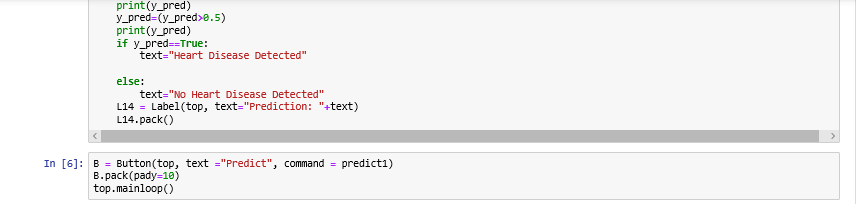 print(y_pred)
y_pred=(y_pred>0.5)
print(y_pred)
if y_pred==True:
    text="Heart Disease Detected"
else:
    text="No Heart Disease Detected"
L14 = Label(top, text="Prediction: "+text)
L14.pack()
In [6]: B = Button(top, text ="Predict", command = predict1)
B.pack(pady=10)
top.mainloop()